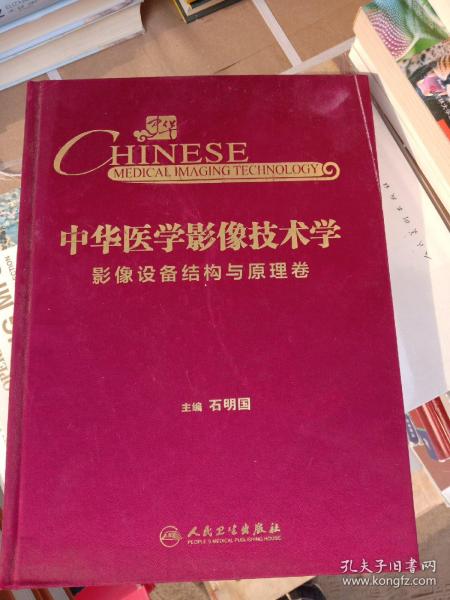 中华
CHINESE
MEDICAL IMAGING TECHNOLOGY
中华医学影像技术学
影像设备结构与原理卷
主编 石明国
人民卫生出版社
PEOPLE'S MEDICAL PUBLISHING HOUSE
孔夫子旧书网
www.kongfz.com